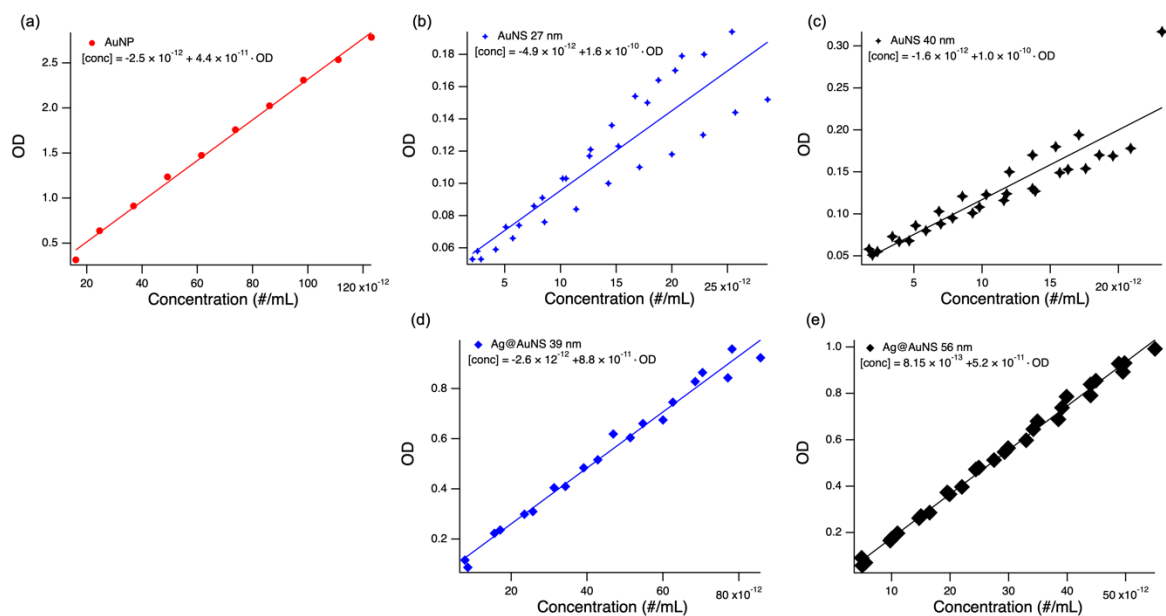 (a)
AuNP
[conc] = -2.5 × 10⁻¹² + 4.4 × 10⁻¹¹ · OD
2.5
2.0
1.5
1.0
0.5
OD
20 40 60 80 100 120 x10⁻¹²
Concentration (#/mL)
(b)
AuNS 27 nm
[conc] = -4.9 × 10⁻¹² +1.6 × 10⁻¹⁰ · OD
0.18
0.16
0.14
0.12
0.10
0.08
0.06
OD
5 10 15 20 25 x10⁻¹²
Concentration (#/mL)
(c)
AuNS 40 nm
[conc] = -1.6 × 10⁻¹² +1.0 × 10⁻¹⁰ · OD
0.30
0.25
0.20
0.15
0.10
0.05
OD
5 10 15 20 x10⁻¹²
Concentration (#/mL)
(d)
Ag@AuNS 39 nm
[conc] = -2.6 × 12⁻¹² +8.8 × 10⁻¹¹ · OD
0.8
0.6
0.4
0.2
OD
20 40 60 80 x10⁻¹²
Concentration (#/mL)
(e)
Ag@AuNS 56 nm
[conc] = 8.15 × 10⁻¹³ +5.2 × 10⁻¹¹ · OD
1.0
0.8
0.6
0.4
0.2
OD
10 20 30 40 50 x10⁻¹²
Concentration (#/mL)